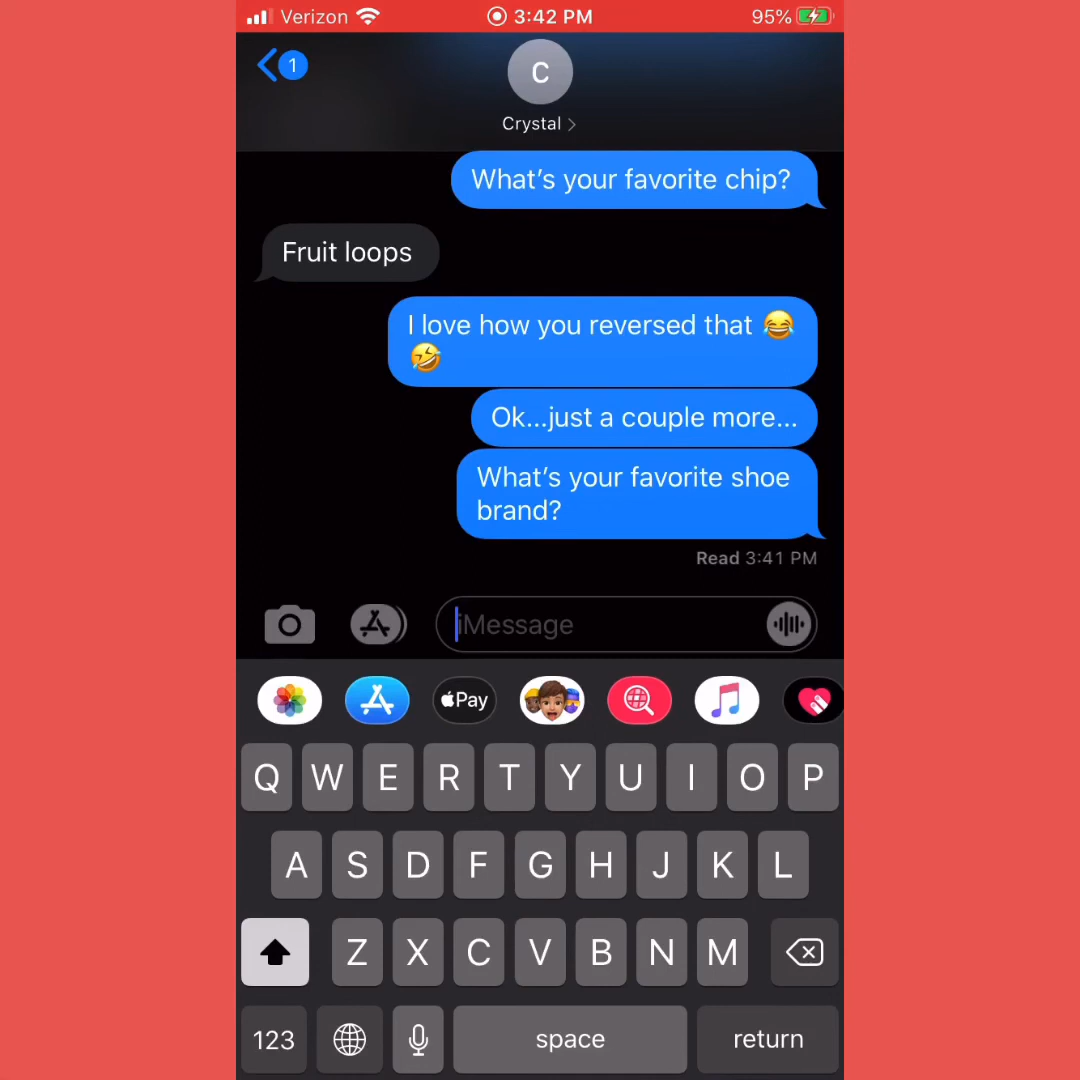 Verizon 3:42 PM 95%
1
C
Crystal
What's your favorite chip?
Fruit loops
I love how you reversed that 😂
🤣
Ok...just a couple more...
What's your favorite shoe
brand?
Read 3:41 PM
iMessage
Pay
Q W E R T Y U I O P
A S D F G H J K L
Z X C V B N M
123 space return